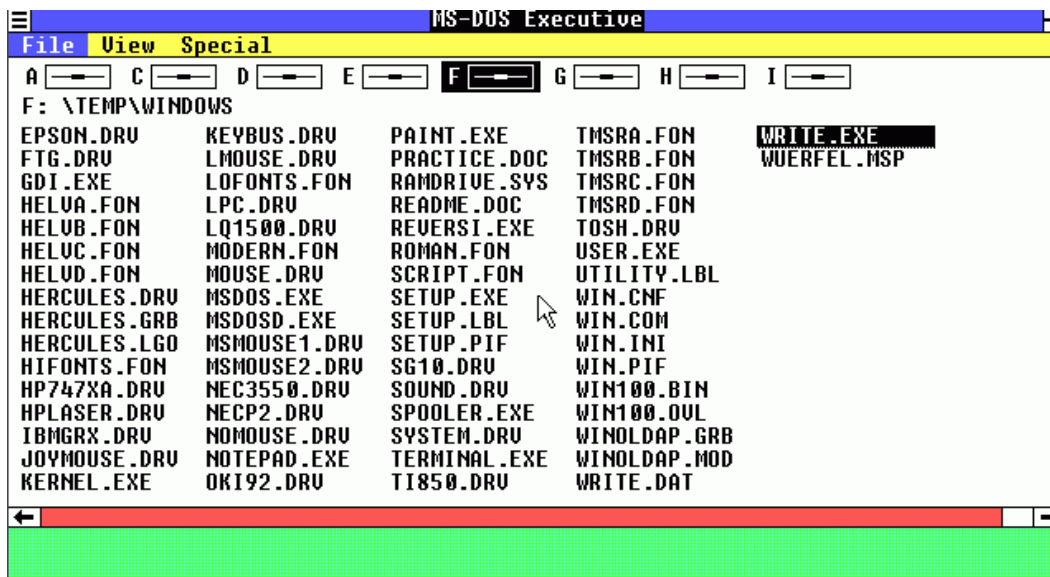 MS-DOS Executive
File View Special
A C D E F G H I
F: \TEMP\WINDOWS
EPSON.DRV KEYBUS.DRV PAINT.EXE TMSRA.FON WRITE.EXE
FTG.DRV LMOUSE.DRV PRACTICE.DOC TMSRB.FON WUERFEL.MSP
GDI.EXE LOFONTS.FON RAMDRIVE.SYS TMSRC.FON
HELVA.FON LPC.DRV README.DOC TMSRD.FON
HELVB.FON LQ1500.DRV REVERSI.EXE TOSH.DRV
HELVC.FON MODERN.FON ROMAN.FON USER.EXE
HELVD.FON MOUSE.DRV SCRIPT.FON UTILITY.LBL
HERCULES.DRV MSDOS.EXE SETUP.EXE WIN.CNF
HERCULES.GRB MSDOSD.EXE SETUP.LBL WIN.COM
HERCULES.LGO MSMOUSE1.DRV SETUP.PIF WIN.INI
HIFONTS.FON MSMOUSE2.DRV SG10.DRV WIN.PIF
HP747XA.DRV NEC3550.DRV SOUND.DRV WIN100.BIN
HPLASER.DRV NECP2.DRV SPOOLER.EXE WIN100.OVL
IBMGRX.DRV NOMOUSE.DRV SYSTEM.DRV WINOLDAP.GRB
JOYMOUSE.DRV NOTEPAD.EXE TERMINAL.EXE WINOLDAP.MOD
KERNEL.EXE OKI92.DRV TI850.DRV WRITE.DAT